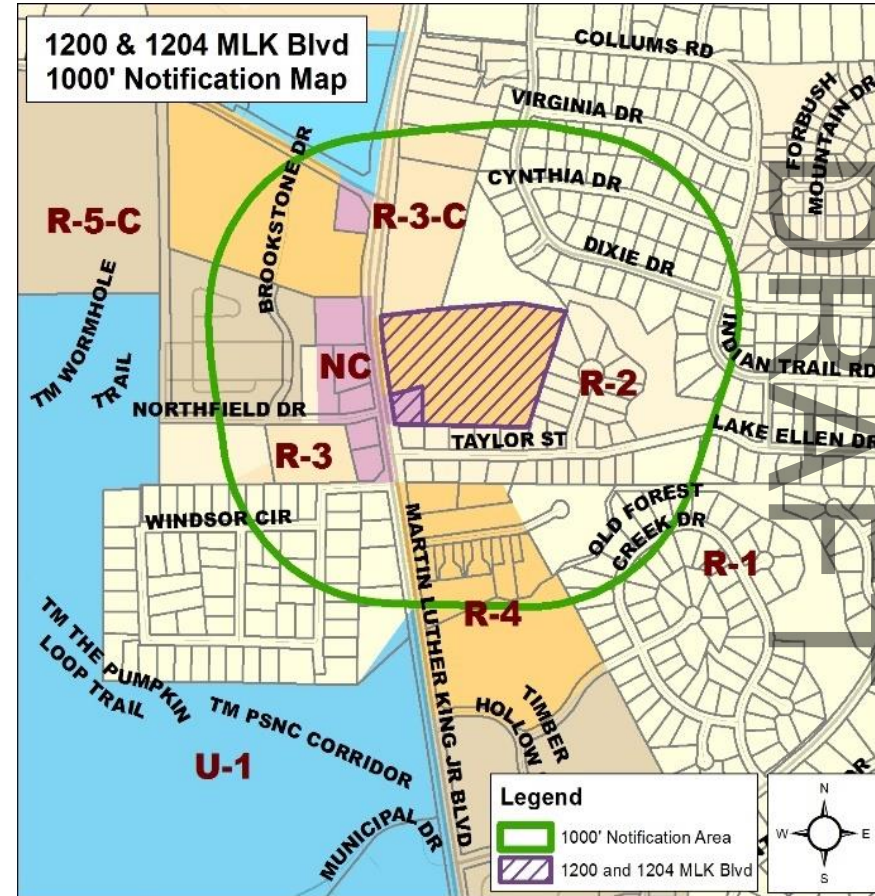 1200 & 1204 MLK Blvd
1000' Notification Map
COLLUMS RD
VIRGINIA DR
FORBUSH
MOUNTAIN DR
CYNTHIA DR
BROOKSTONE DR
R-5-C
R-3-C
DIXIE DR
DRAFT
TM WORMHOLE
TRAIL
INDIAN TRAIL RD
NC
R-2
NORTHFIELD DR
TAYLOR ST
LAKE ELLEN DR
R-3
OLD FOREST
CREEK DR
WINDSOR CIR
R-1
MARTIN LUTHER KING JR BLVD
R-4
TM THE PUMPKIN
LOOP TRAIL
TM PSNC CORRIDOR
TIMBER
HOLLOW
U-1
MUNICIPAL DR
OR
Legend
1000' Notification Area
1200 and 1204 MLK Blvd
N
W
E
S